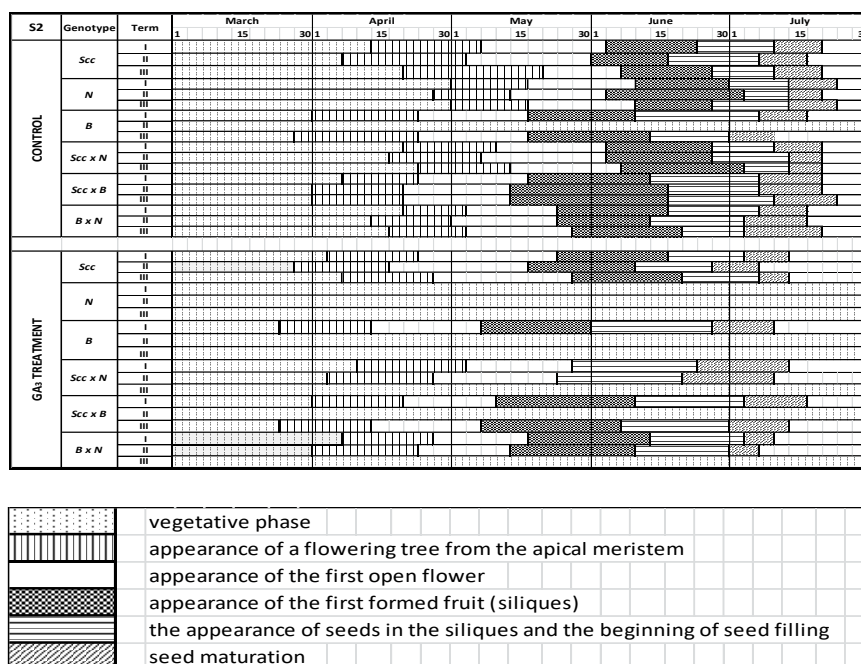 S2 Genotype Term March April May June July
1 15 30 1 15 30 1 15 30 1 15 30 1 15 30
CONTROL
Scc I
II
III
N I
II
III
B I
II
III
Scc x N I
II
III
Scc x B I
II
III
B x N I
II
III
GA3 TREATMENT
Scc I
II
III
N I
II
III
B I
II
III
Scc x N I
II
III
Scc x B I
II
III
B x N I
II
III
vegetative phase
appearance of a flowering tree from the apical meristem
appearance of the first open flower
appearance of the first formed fruit (siliques)
the appearance of seeds in the siliques and the beginning of seed filling
seed maturation